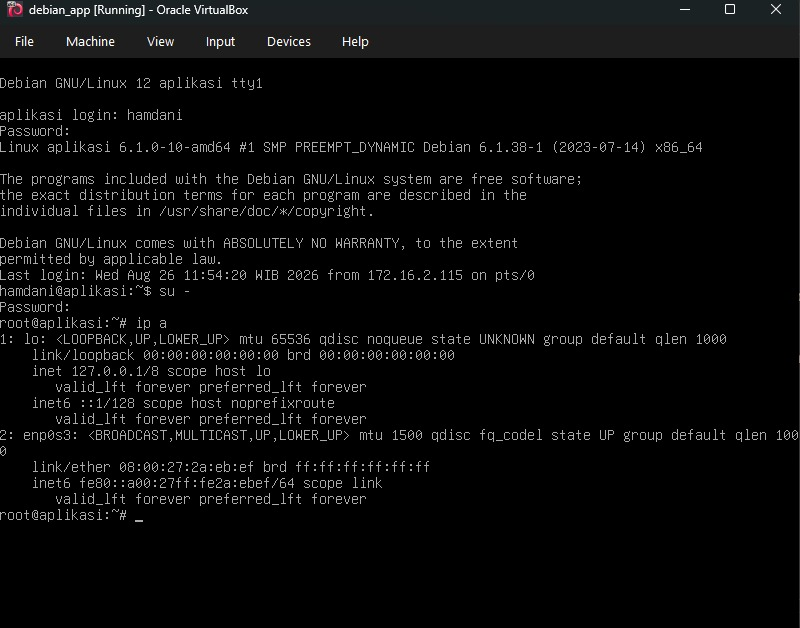 debian_app [Running] - Oracle VirtualBox
File Machine View Input Devices Help
Debian GNU/Linux 12 aplikasi tty1
aplikasi login: hamdani
Password:
Linux aplikasi 6.1.0-10-amd64 #1 SMP PREEMPT_DYNAMIC Debian 6.1.38-1 (2023-07-14) x86_64
The programs included with the Debian GNU/Linux system are free software;
the exact distribution terms for each program are described in the
individual files in /usr/share/doc/*/copyright.
Debian GNU/Linux comes with ABSOLUTELY NO WARRANTY, to the extent
permitted by applicable law.
Last login: Wed Aug 26 11:54:20 WIB 2026 from 172.16.2.115 on pts/0
hamdani@aplikasi:~$ su -
Password:
root@aplikasi:~# ip a
1: lo: <LOOPBACK,UP,LOWER_UP> mtu 65536 qdisc noqueue state UNKNOWN group default qlen 1000
    link/loopback 00:00:00:00:00:00 brd 00:00:00:00:00:00
    inet 127.0.0.1/8 scope host lo
       valid_lft forever preferred_lft forever
    inet6 ::1/128 scope host noprefixroute
       valid_lft forever preferred_lft forever
2: enp0s3: <BROADCAST,MULTICAST,UP,LOWER_UP> mtu 1500 qdisc fq_codel state UP group default qlen 100
0
    link/ether 08:00:27:2a:eb:ef brd ff:ff:ff:ff:ff:ff
    inet6 fe80::a00:27ff:fe2a:ebef/64 scope link
       valid_lft forever preferred_lft forever
root@aplikasi:~# _